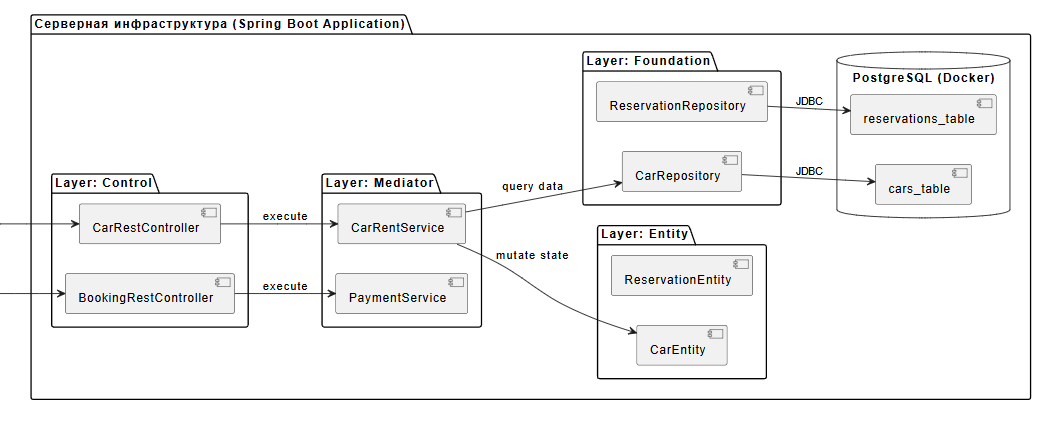 Серверная инфраструктура (Spring Boot Application)
Layer: Foundation
ReservationRepository
CarRepository
JDBC
JDBC
PostgreSQL (Docker)
reservations_table
cars_table
Layer: Control
CarRestController
BookingRestController
execute
execute
Layer: Mediator
CarRentService
PaymentService
query data
mutate state
Layer: Entity
ReservationEntity
CarEntity